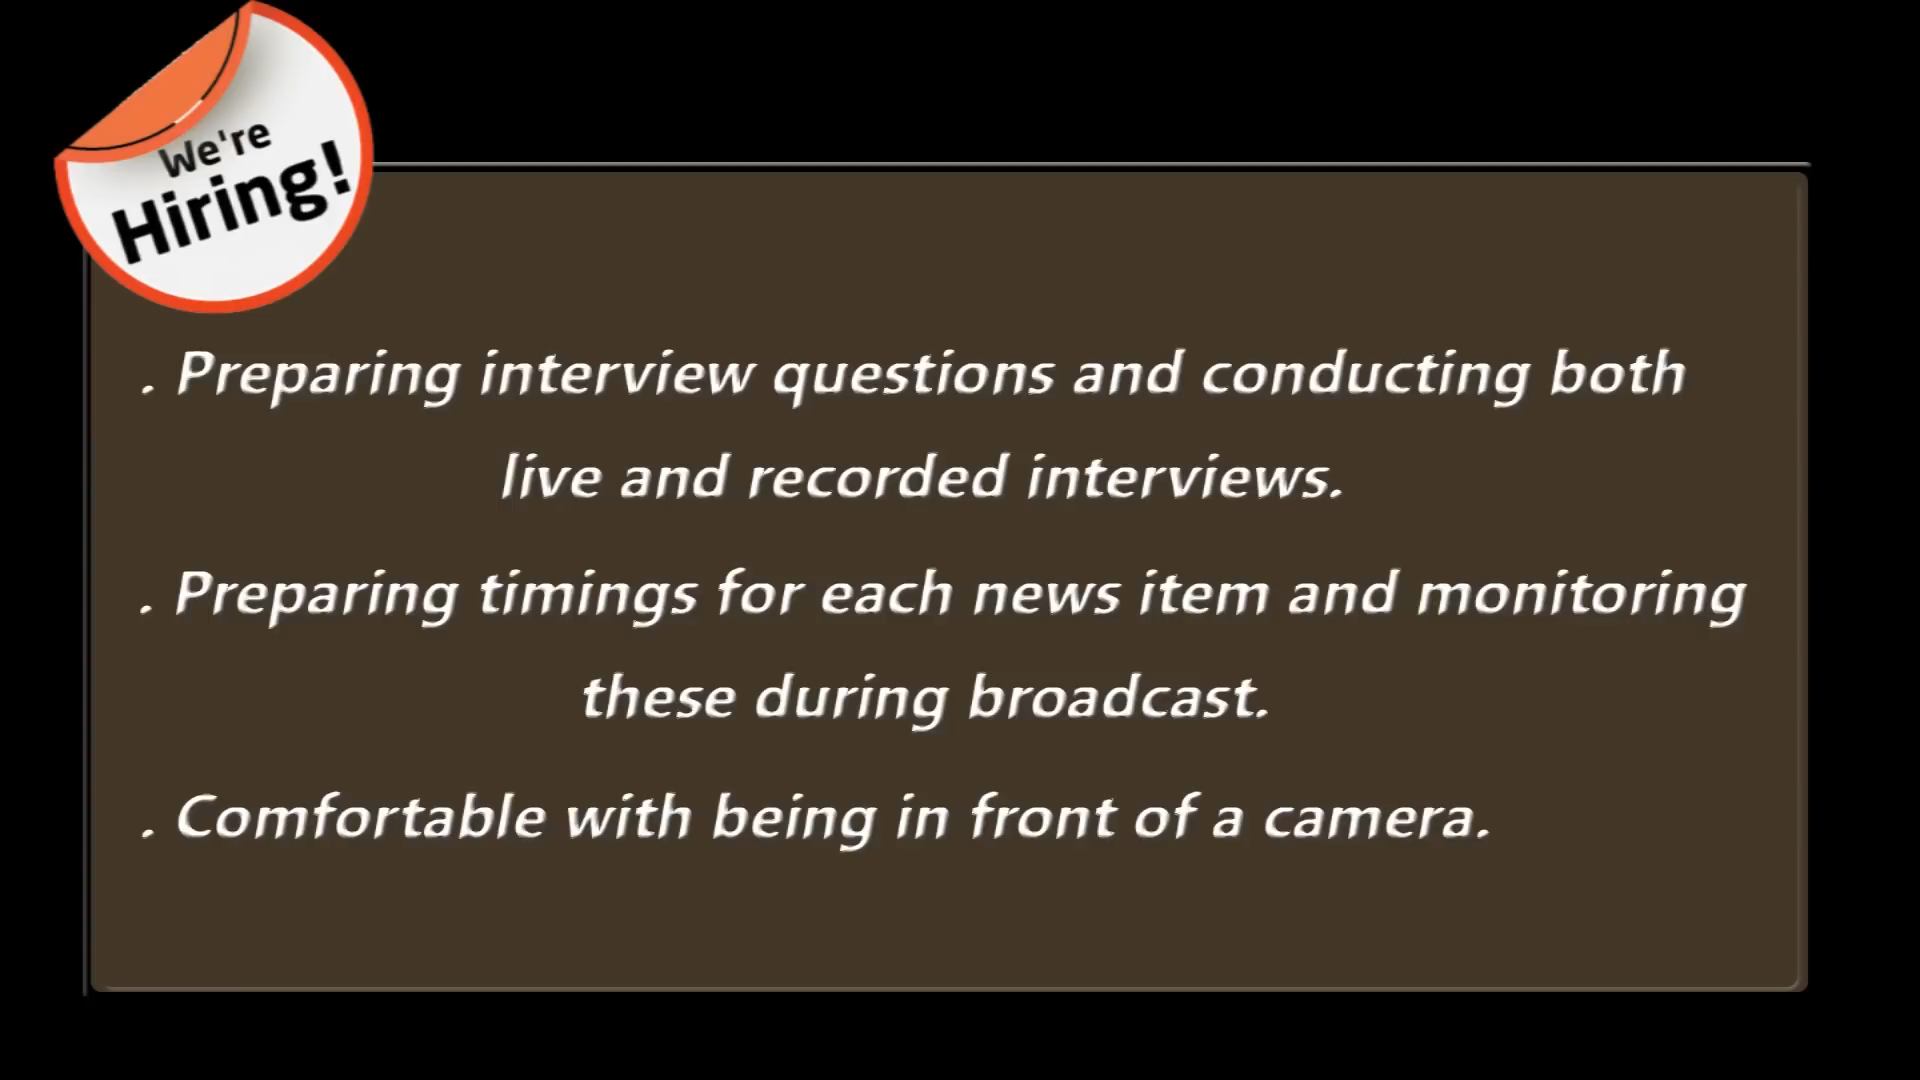 We're
Hiring!
. Preparing interview questions and conducting both
live and recorded interviews.
. Preparing timings for each news item and monitoring
these during broadcast.
. Comfortable with being in front of a camera.